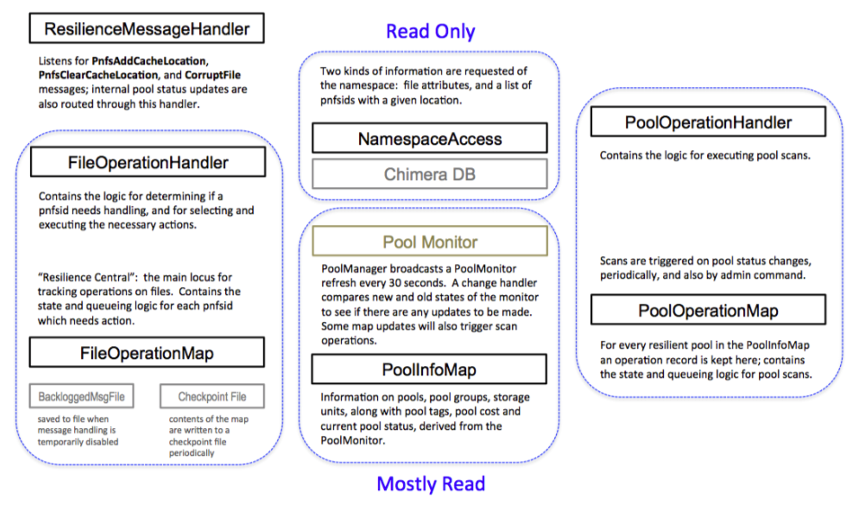 ResilienceMessageHandler
Listens for PnfsAddCacheLocation,
PnfsClearCacheLocation, and CorruptFile
messages; internal pool status updates are
also routed through this handler.
FileOperationHandler
Contains the logic for determining if a
pnfsid needs handling, and for selecting and
executing the necessary actions.
“Resilience Central”:  the main locus for
tracking operations on files.  Contains the
state and queueing logic for each pnfsid
which needs action.
FileOperationMap
BackloggedMsgFile
saved to file when
message handling is
temporarily disabled
Checkpoint File
contents of the map
are written to a
checkpoint file
periodically
Read Only
Two kinds of information are requested of
the namespace:  file attributes, and a list of
pnfsids with a given location.
NamespaceAccess
Chimera DB
Pool Monitor
PoolManager broadcasts a PoolMonitor
refresh every 30 seconds.  A change handler
compares new and old states of the monitor
to see if there are any updates to be made.
Some map updates will also trigger scan
operations.
PoolInfoMap
Information on pools, pool groups, storage
units, along with pool tags, pool cost and
current pool status, derived from the
PoolMonitor.
Mostly Read
PoolOperationHandler
Contains the logic for executing pool scans.
Scans are triggered on pool status changes,
periodically, and also by admin command.
PoolOperationMap
For every resilient pool in the PoolInfoMap
an operation record is kept here; contains
the state and queueing logic for pool scans.